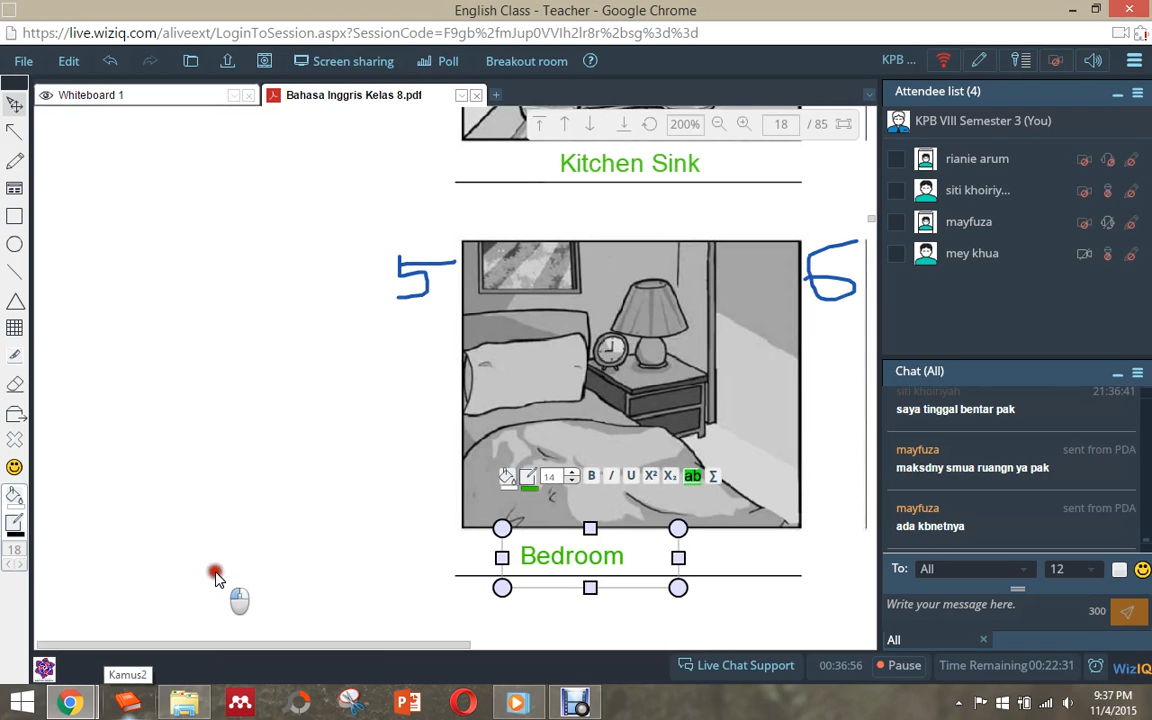 English Class - Teacher - Google Chrome
https://live.wiziq.com/aliveext/LoginToSession.aspx?SessionCode=F9gb%2fmJup0VVIh2lr8r%2bsg%3d%3d
File Edit Screen sharing Poll Breakout room ? KPB ...
Whiteboard 1 Bahasa Inggris Kelas 8.pdf
200% 18 / 85
Kitchen Sink
5 6
14 B I U X² X₂ ab Σ
Bedroom
18
Attendee list (4)
KPB VIII Semester 3 (You)
rianie arum
siti khoiriy...
mayfuza
mey khua
Chat (All)
siti khoiriyah 21:36:41
saya tinggal bentar pak
mayfuza sent from PDA
maksdny smua ruangn ya pak
mayfuza sent from PDA
ada kbnetnya
To: All 12
Write your message here. 300
All
Kamus2
Live Chat Support 00:36:56 Pause Time Remaining 00:22:31 WizIQ
9:37 PM
11/4/2015